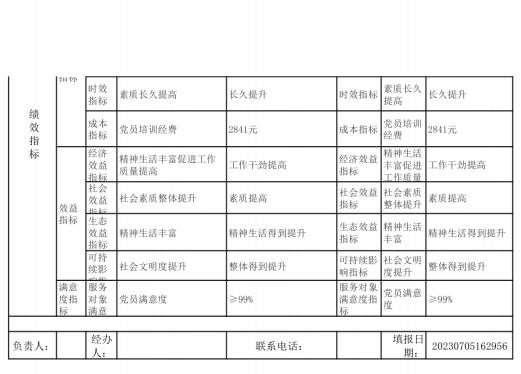 绩效指标
指标
时效指标 素质长久提高 长久提升 时效指标 素质长久提高 长久提升
成本指标 党员培训经费 2841元 成本指标 党员培训经费 2841元
效益指标
经济效益指标 精神生活丰富促进工作质量提高 工作干劲提高 经济效益指标 精神生活丰富促进工作质量 工作干劲提高
社会效益指标 社会素质整体提升 素质提高 社会效益指标 社会素质整体提升 素质提高
生态效益指标 精神生活丰富 精神生活得到提升 生态效益指标 精神生活丰富 精神生活得到提升
可持续影响指标 社会文明度提升 整体得到提升 可持续影响指标 社会文明度提升 整体得到提升
满意度指标 服务对象满意 党员满意度 ≥99% 服务对象满意度指标 党员满意度 ≥99%
负责人： 经办人： 联系电话： 填报日期： 20230705162956